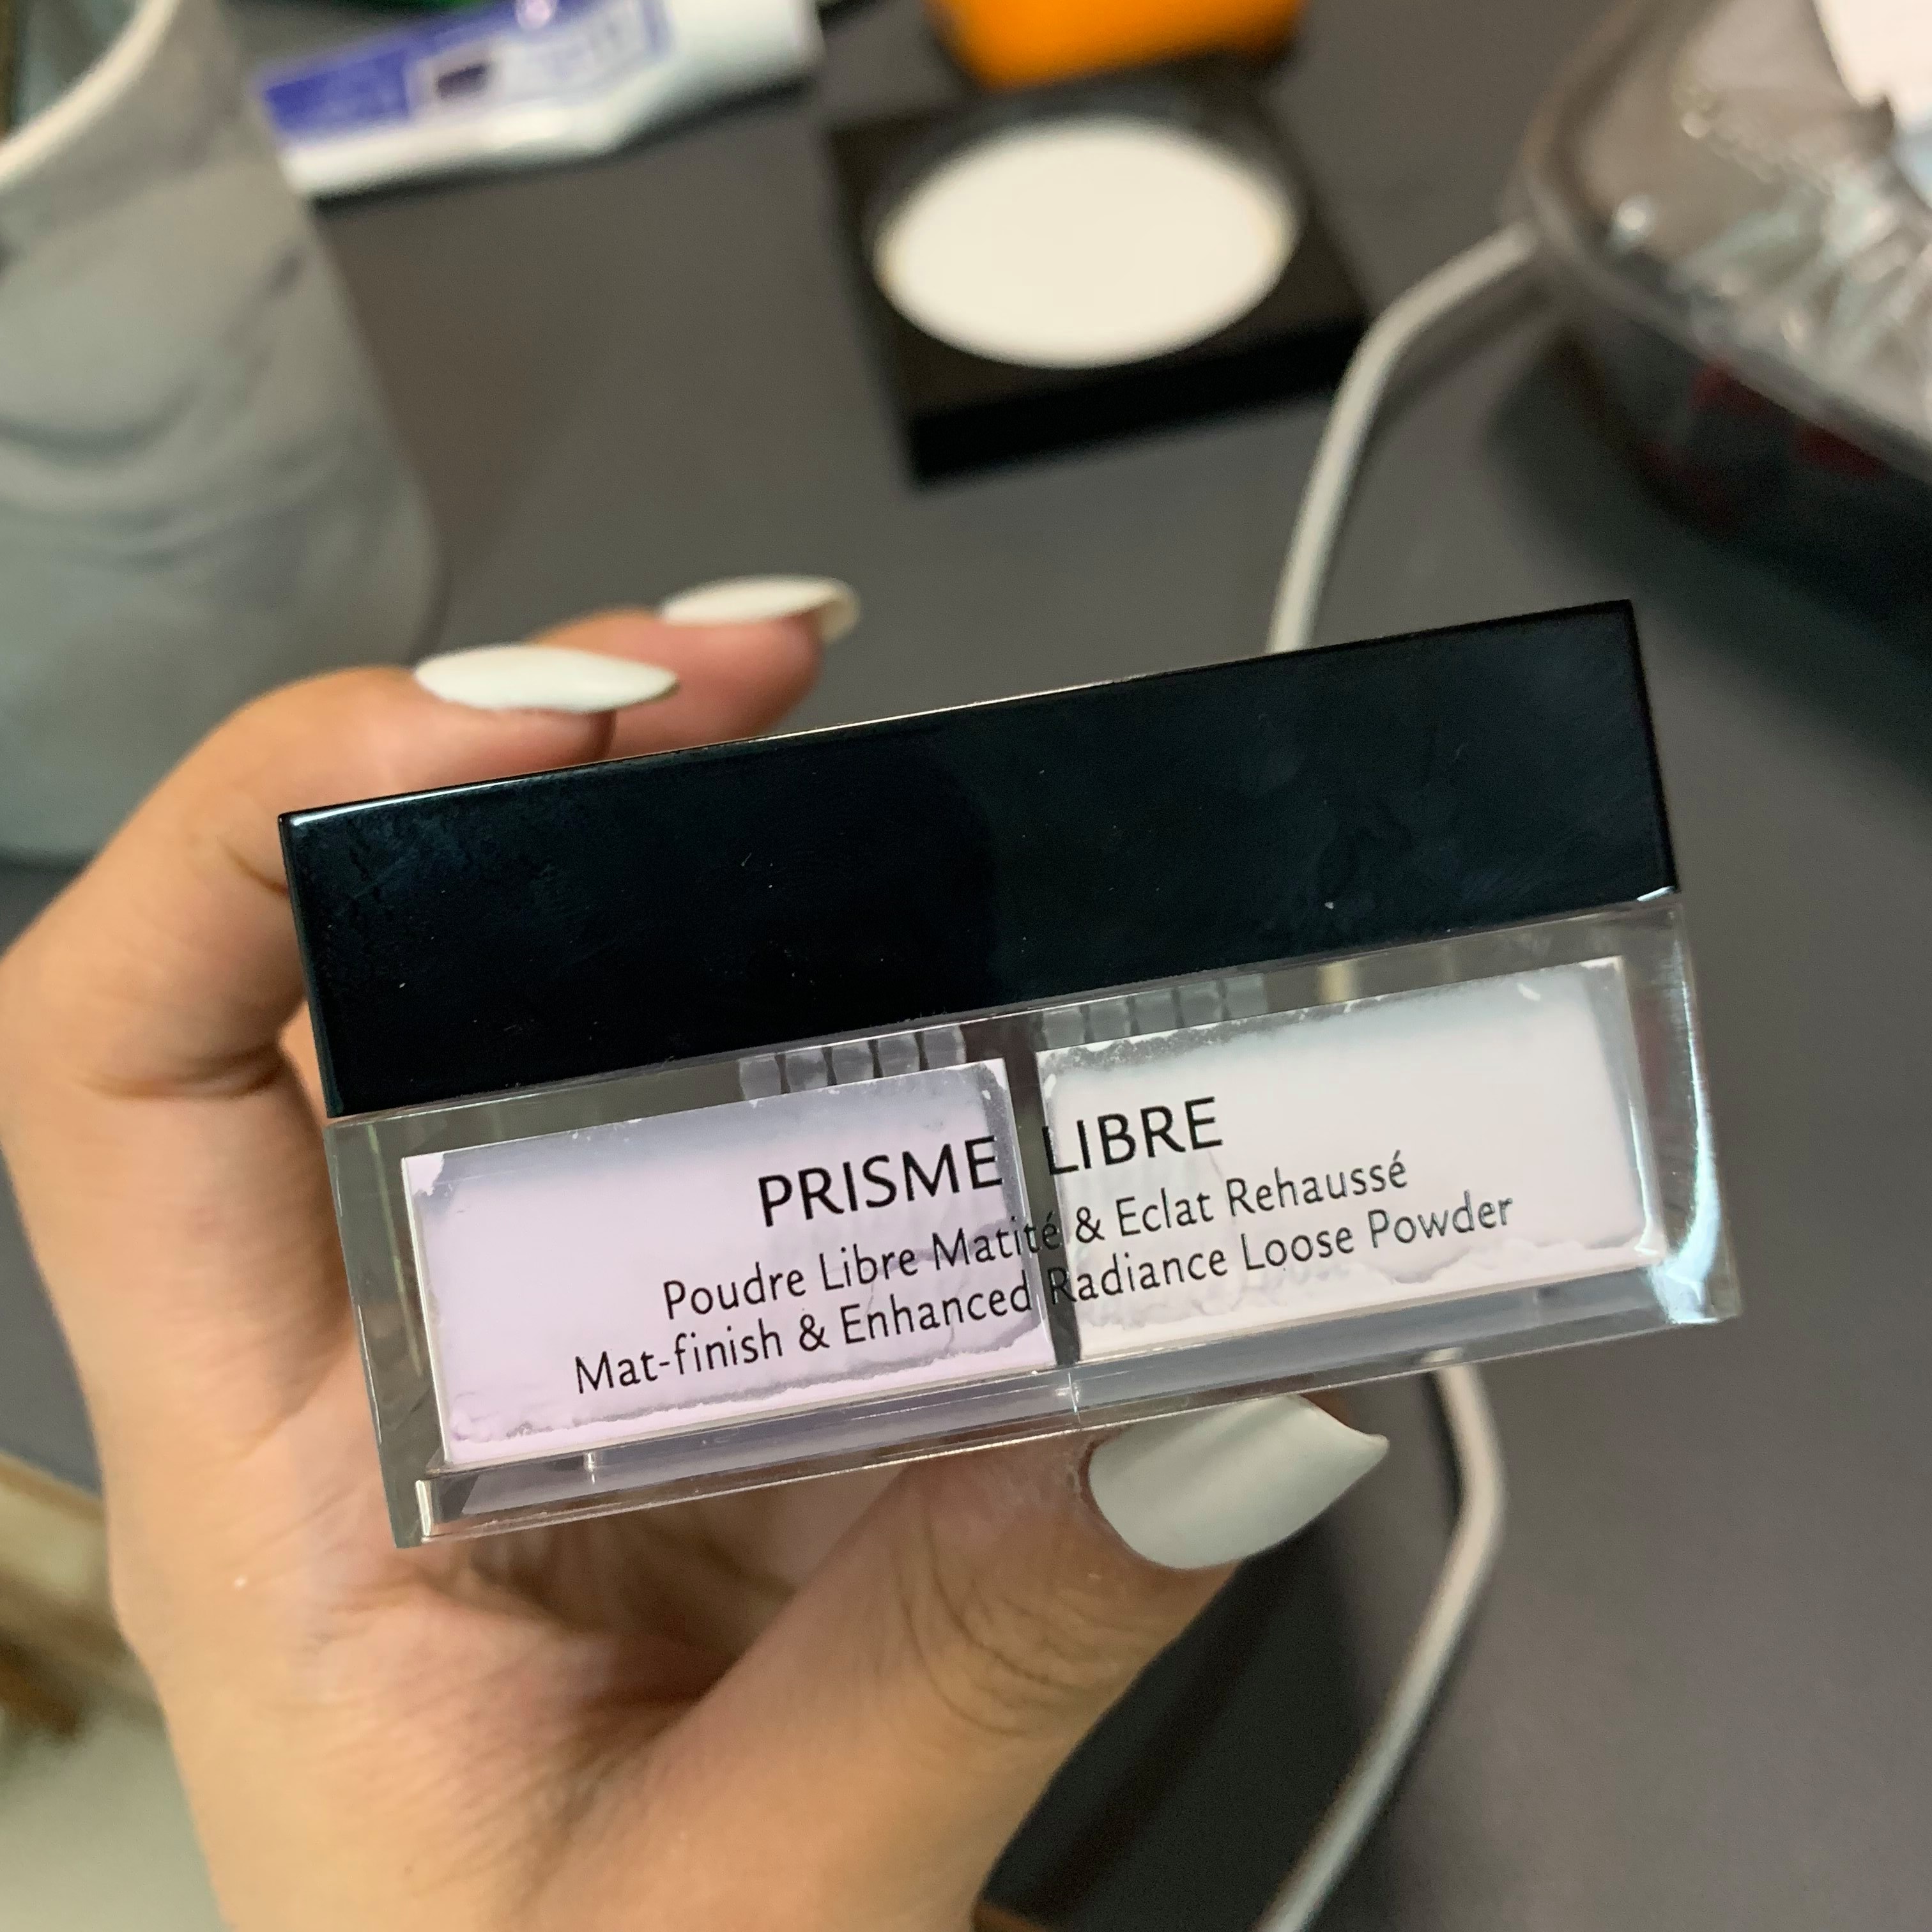 PRISME LIBRE
Poudre Libre Matité & Eclat Rehaussé
Mat-finish & Enhanced Radiance Loose Powder